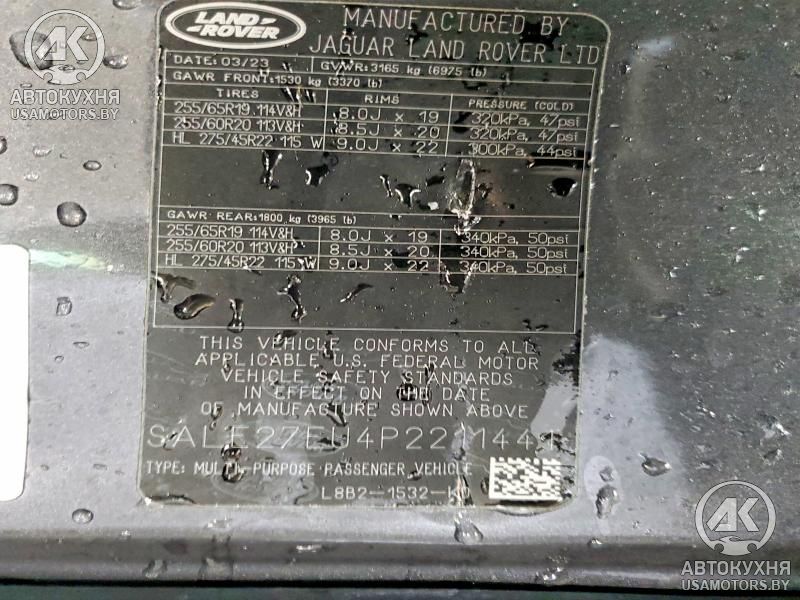 AK
АВТОКУХНЯ
USAMOTORS.BY
LAND
ROVER
MANUFACTURED BY
JAGUAR LAND ROVER LTD
DATE: 03/23 GVWR:3165 kg (6975 lb)
GAWR FRONT:1530 kg (3370 lb)
TIRES RIMS PRESSURE (COLD)
255/65R19 114V&H 8.0J x 19 320kPa, 47psi
255/60R20 113V&H 8.5J x 20 320kPa, 47psi
HL 275/45R22 115 W 9.0J x 22 300kPa, 44psi
GAWR REAR:1800 kg (3965 lb)
255/65R19 114V&H 8.0J x 19 340kPa, 50psi
255/60R20 113V&H 8.5J x 20 340kPa, 50psi
HL 275/45R22 115 W 9.0J x 22 340kPa, 50psi
THIS VEHICLE CONFORMS TO ALL
APPLICABLE U.S. FEDERAL MOTOR
VEHICLE SAFETY STANDARDS
IN EFFECT ON THE DATE
OF MANUFACTURE SHOWN ABOVE
TYPE: MULTI-PURPOSE PASSENGER VEHICLE
AK
АВТОКУХНЯ
USAMOTORS.BY